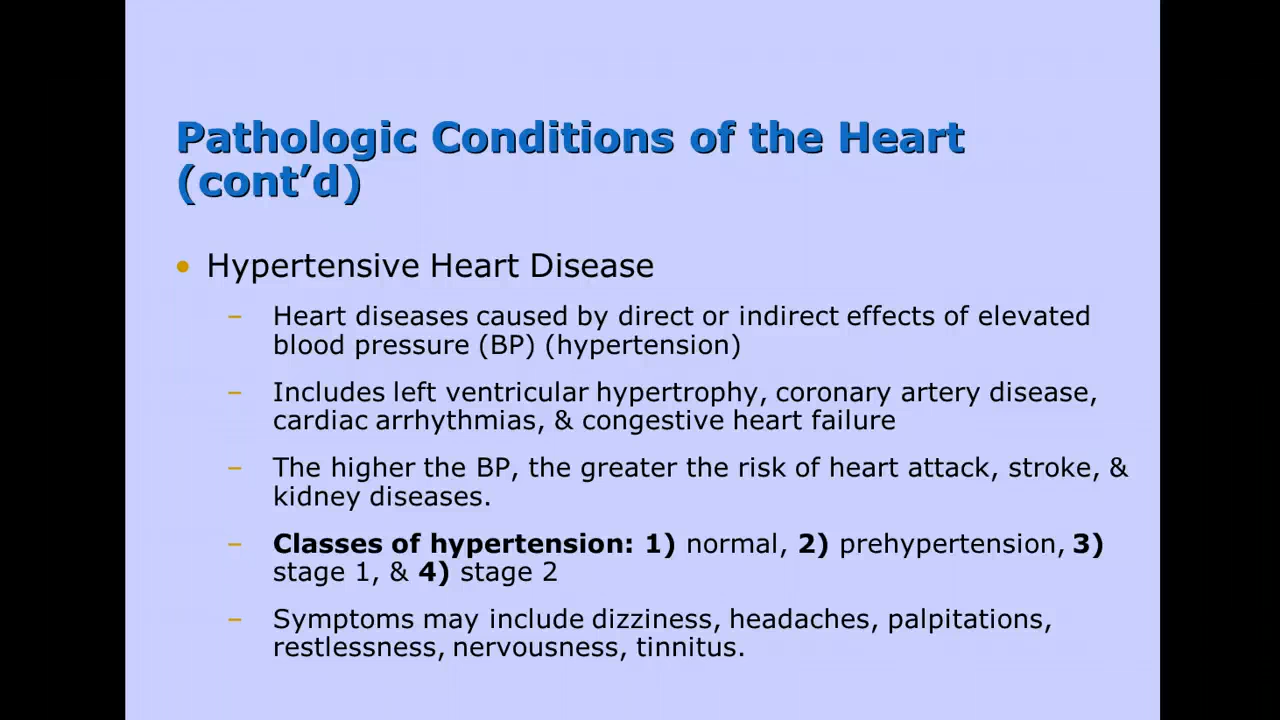 Pathologic Conditions of the Heart
(cont’d)
• Hypertensive Heart Disease
– Heart diseases caused by direct or indirect effects of elevated
blood pressure (BP) (hypertension)
– Includes left ventricular hypertrophy, coronary artery disease,
cardiac arrhythmias, & congestive heart failure
– The higher the BP, the greater the risk of heart attack, stroke, &
kidney diseases.
– Classes of hypertension: 1) normal, 2) prehypertension, 3)
stage 1, & 4) stage 2
– Symptoms may include dizziness, headaches, palpitations,
restlessness, nervousness, tinnitus.